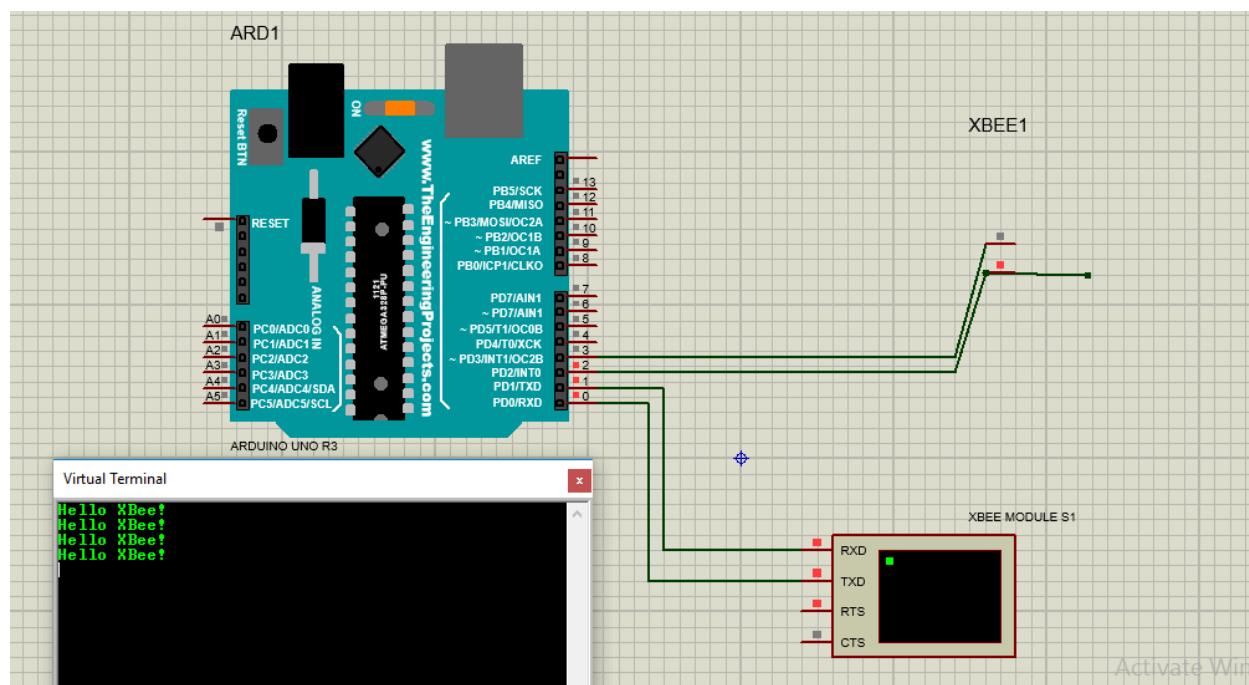 ARD1
XBEE1
Reset BTN
ON
www.TheEngineeringProjects.com
AREF
PB5/SCK
13
PB4/MISO
12
~ PB3/MOSI/OC2A
11
~ PB2/OC1B
10
~ PB1/OC1A
9
PB0/ICP1/CLKO
8
RESET
ANALOG IN
1121
ATMEGA328P-PU
PD7/AIN1
7
~ PD7/AIN1
6
~ PD5/T1/OC0B
5
PD4/T0/XCK
4
~ PD3/INT1/OC2B
3
PD2/INT0
2
PD1/TXD
1
PD0/RXD
0
A0
PC0/ADC0
A1
PC1/ADC1
A2
PC2/ADC2
A3
PC3/ADC3
A4
PC4/ADC4/SDA
A5
PC5/ADC5/SCL
ARDUINO UNO R3
Virtual Terminal
x
Hello XBee!
Hello XBee!
Hello XBee!
Hello XBee!
XBEE MODULE S1
RXD
TXD
RTS
CTS
Activate Win